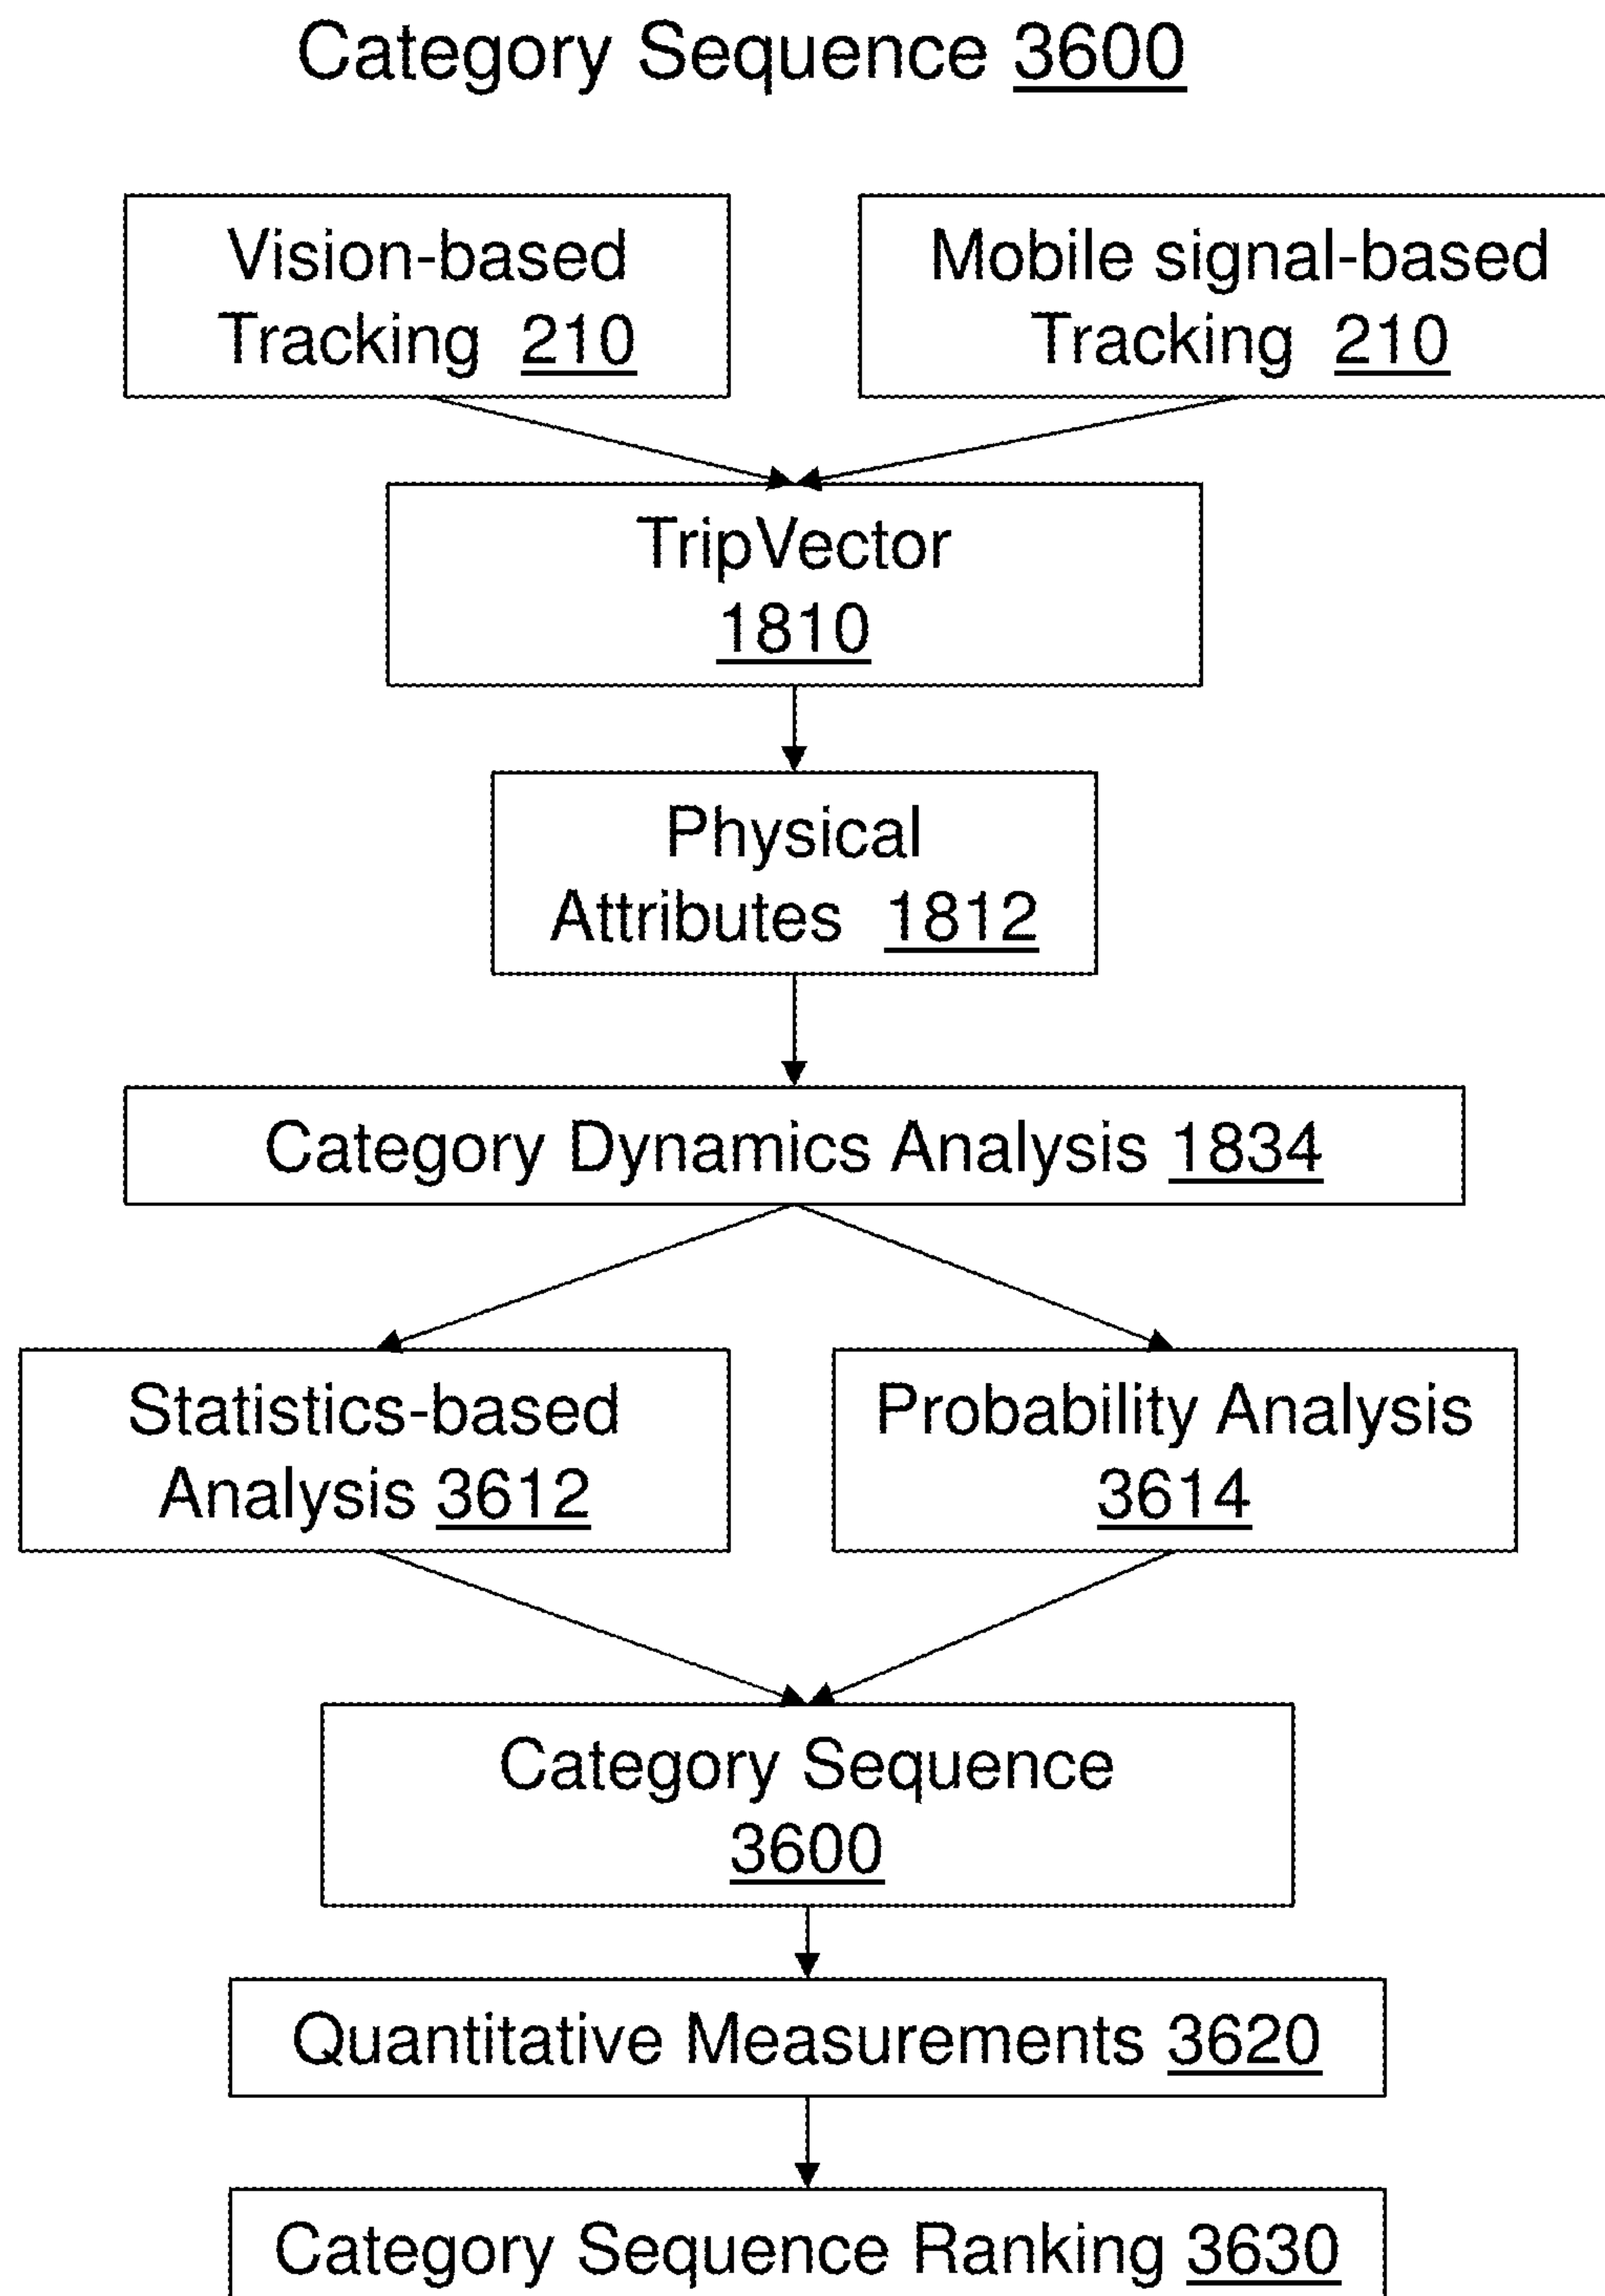 Category Sequence 3600
Vision-based
Tracking 210
Mobile signal-based
Tracking 210
TripVector
1810
Physical
Attributes 1812
Category Dynamics Analysis 1834
Statistics-based
Analysis 3612
Probability Analysis
3614
Category Sequence
3600
Quantitative Measurements 3620
Category Sequence Ranking 3630